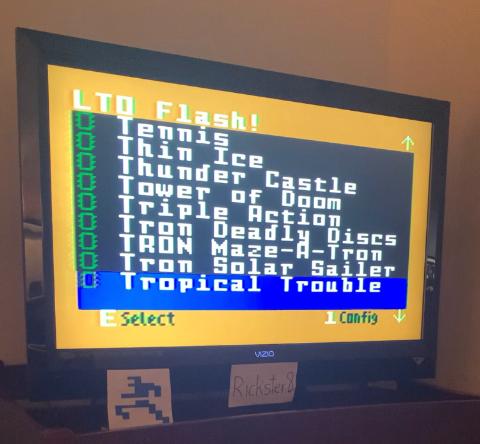 LTO Flash!
Tennis
Thin Ice
Thunder Castle
Tower of Doom
Triple Action
Tron Deadly Discs
TRON Maze-A-Tron
Tron Solar Sailer
Tropical Trouble
E Select
1 Config
VIZIO
Rickster8